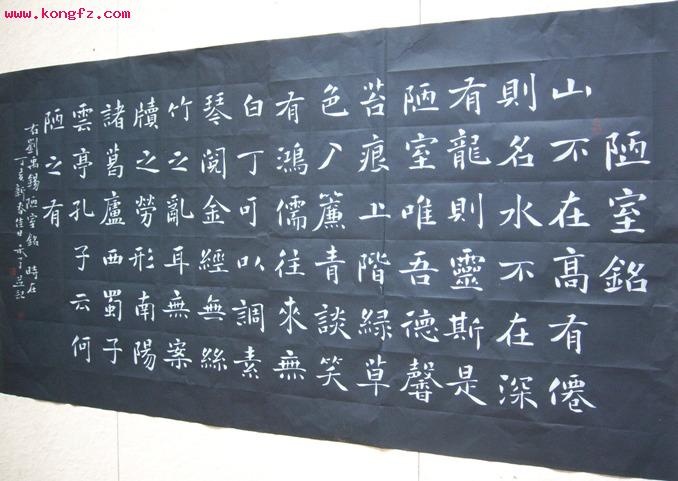 www.kongfz.com
陋室銘
山不在高有僊
則名水不在深
有龍則靈斯是
陋室唯吾德馨
苔痕上階緑草
色入簾青談笑
有鴻儒往來無
白丁可以調素
琴閱金經無絲
竹之亂耳無案
牘之勞形南陽
諸葛廬西蜀子
雲亭孔子云何
陋之有
右劉禹錫陋室銘 時在
丁亥新春佳日